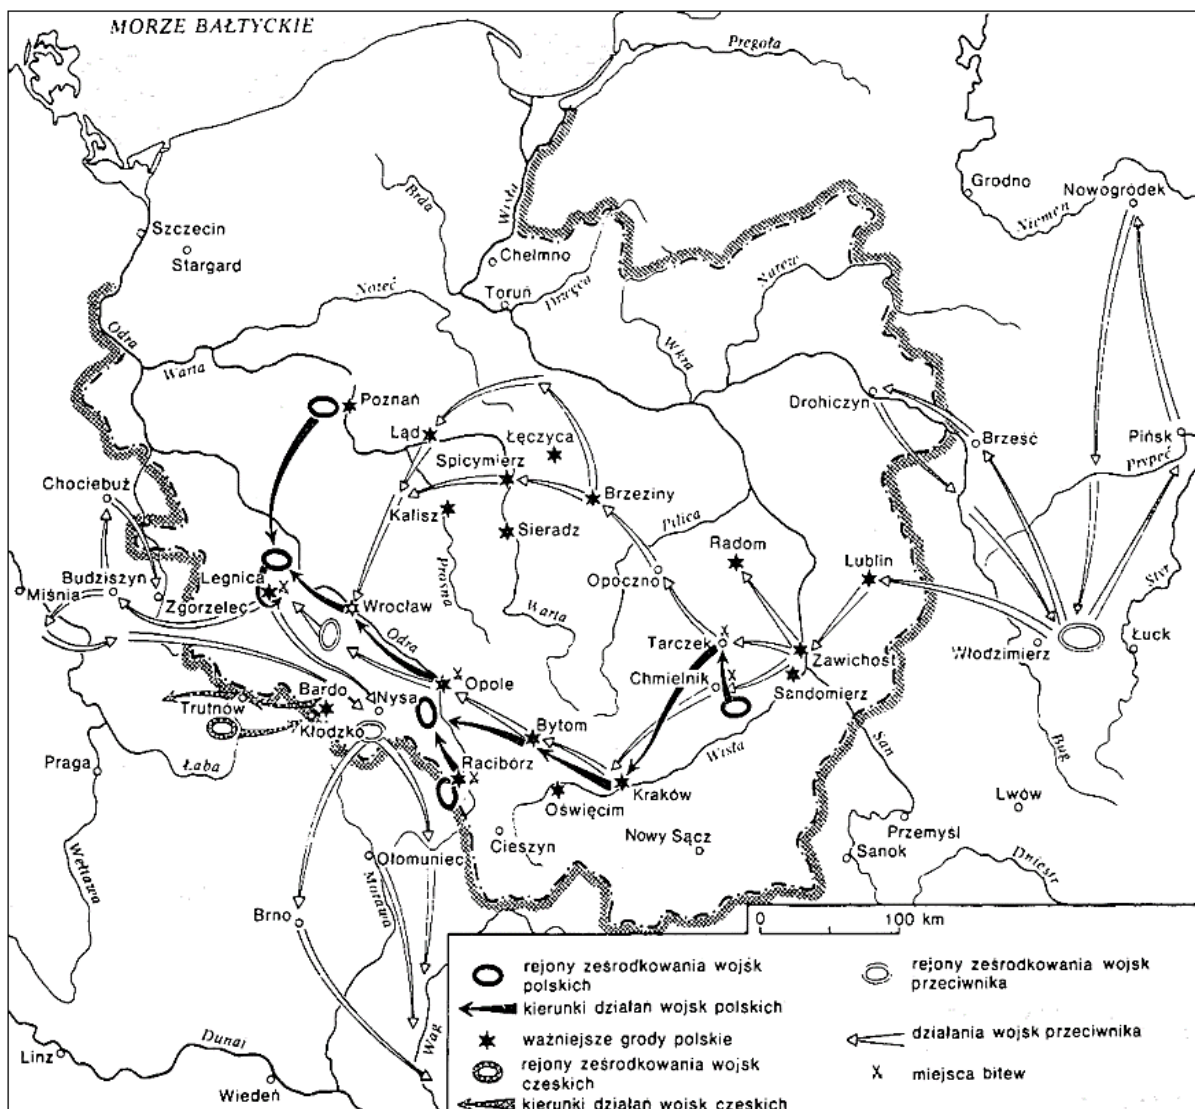 MORZE BAŁTYCKIE
Pregoła
Grodno
Nowogródek
Niemen
Brda
Wisła
Szczecin
Stargard
Chełmno
Toruń
Drwęca
Narew
Noteć
Wkra
Odra
Warta
Poznań
Drohiczyn
Ląd
Łęczyca
Brześć
Pińsk
Prypeć
Spicymierz
Chociebuż
Brzeziny
Kalisz
Sieradz
Pilica
Radom
Lublin
Styr
Budziszyn
Legnica
Opoczno
Miśnia
Zgorzelec
Wrocław
Prosna
Warta
Odra
Tarczek
Zawichost
Włodzimierz
Łuck
Chmielnik
Sandomierz
Bardo
Nysa
Opole
Trutnów
Kłodzko
Bytom
Wisła
San
Bug
Praga
Łaba
Racibórz
Kraków
Oświęcim
Lwów
Nowy Sącz
Przemyśl
Cieszyn
Sanok
Dniestr
Wełtawa
Ołomuniec
Morawa
Brno
0 100 km
rejony ześrodkowania wojsk
polskich
kierunki działań wojsk polskich
ważniejsze grody polskie
rejony ześrodkowania wojsk
czeskich
kierunki działań wojsk czeskich
rejony ześrodkowania wojsk
przeciwnika
działania wojsk przeciwnika
miejsca bitew
Wag
Dunaj
Linz
Wiedeń